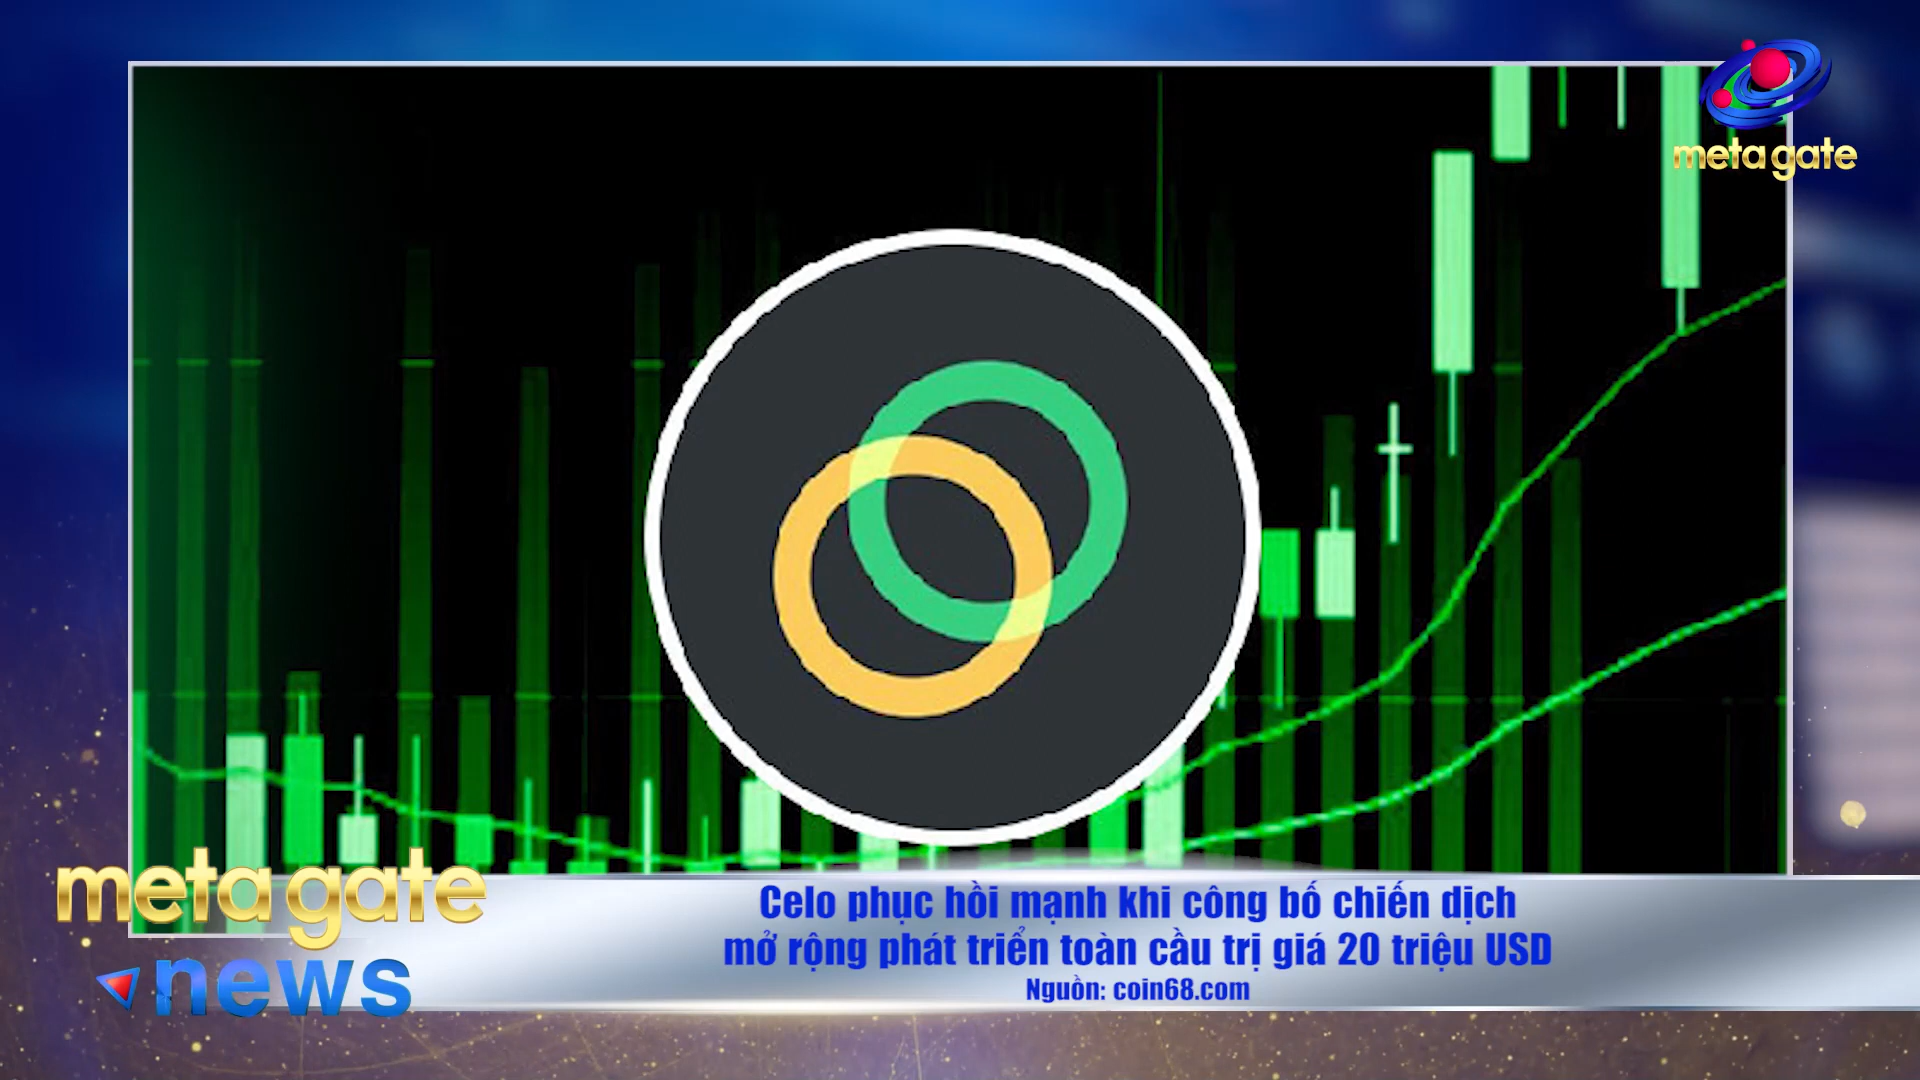 meta gate
meta gate
news
Celo phục hồi mạnh khi công bố chiến dịch
mở rộng phát triển toàn cầu trị giá 20 triệu USD
Nguồn: coin68.com